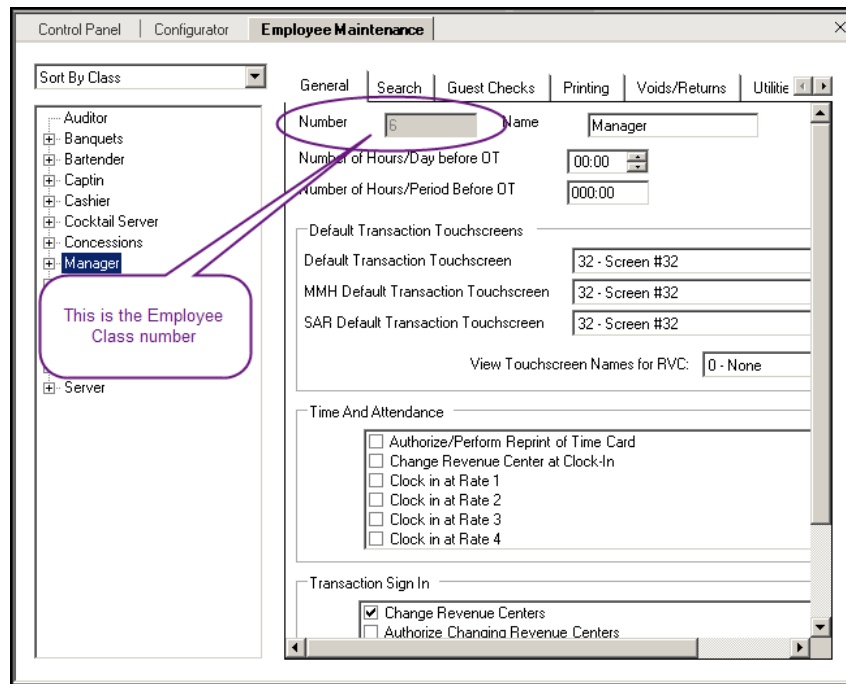 Control Panel Configurator Employee Maintenance
Sort By Class
Auditor
Banquets
Bartender
Captin
Cashier
Cocktail Server
Concessions
Manager
This is the Employee
Class number
Server
General Search Guest Checks Printing Voids/Returns Utilitie
Number 6 Name Manager
Number of Hours/Day before OT 00:00
Number of Hours/Period Before OT 000:00
Default Transaction Touchscreens
Default Transaction Touchscreen 32 - Screen #32
MMH Default Transaction Touchscreen 32 - Screen #32
SAR Default Transaction Touchscreen 32 - Screen #32
View Touchscreen Names for RVC: 0 - None
Time And Attendance
Authorize/Perform Reprint of Time Card
Change Revenue Center at Clock-In
Clock in at Rate 1
Clock in at Rate 2
Clock in at Rate 3
Clock in at Rate 4
Transaction Sign In
Change Revenue Centers
Authorize Changing Revenue Centers